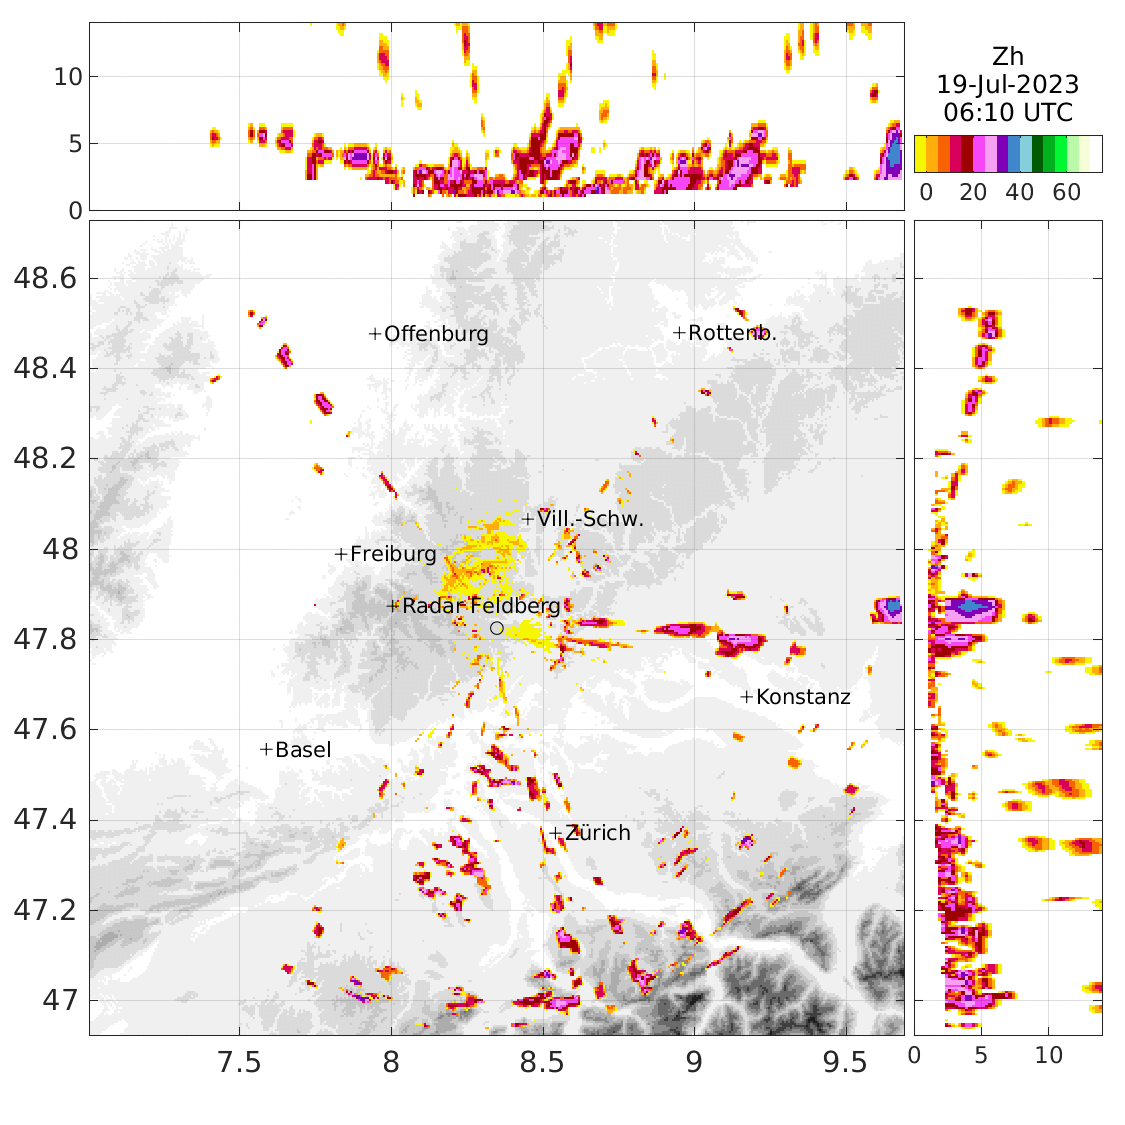 10
5
0
Zh
19-Jul-2023
06:10 UTC
0 20 40 60
48.6
48.4
48.2
48
47.8
47.6
47.4
47.2
47
+Offenburg
+Rottenb.
+Vill.-Schw.
+Freiburg
+Radar Feldberg
+Konstanz
+Basel
+Zürich
7.5 8 8.5 9 9.5
0 5 10